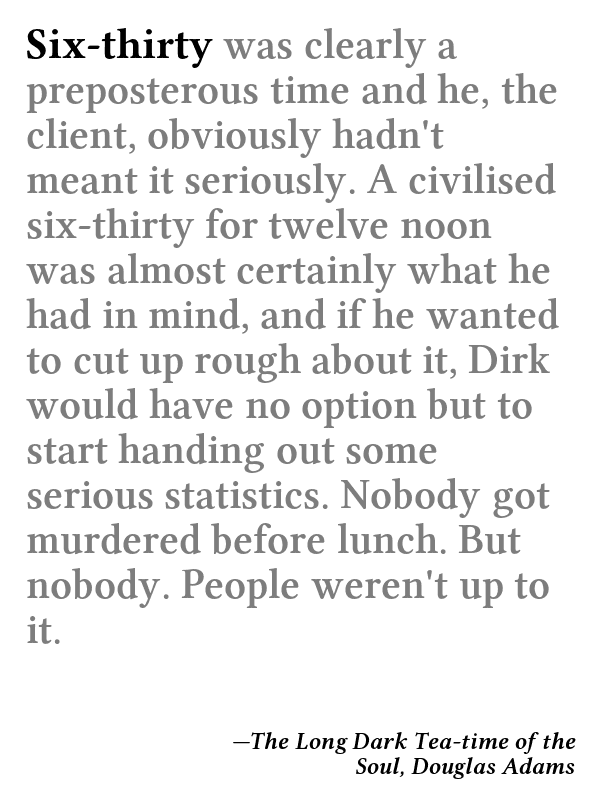 Six-thirty was clearly a
preposterous time and he, the
client, obviously hadn't
meant it seriously. A civilised
six-thirty for twelve noon
was almost certainly what he
had in mind, and if he wanted
to cut up rough about it, Dirk
would have no option but to
start handing out some
serious statistics. Nobody got
murdered before lunch. But
nobody. People weren't up to
it.
—The Long Dark Tea-time of the
Soul, Douglas Adams